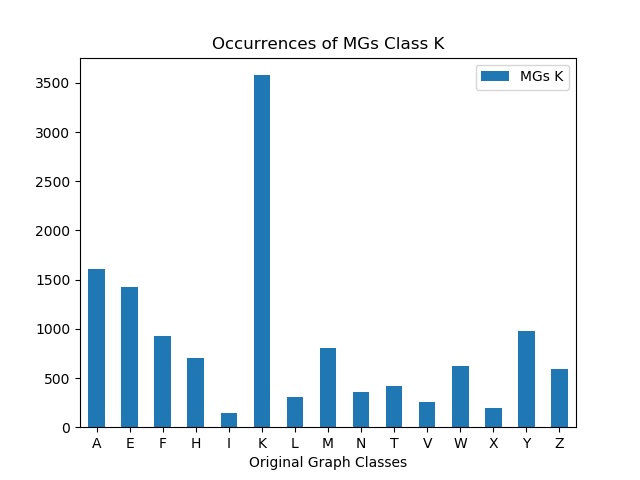 Occurrences of MGs Class K
MGs K
3500
3000
2500
2000
1500
1000
500
0
A E F H I K L M N T V W X Y Z
Original Graph Classes